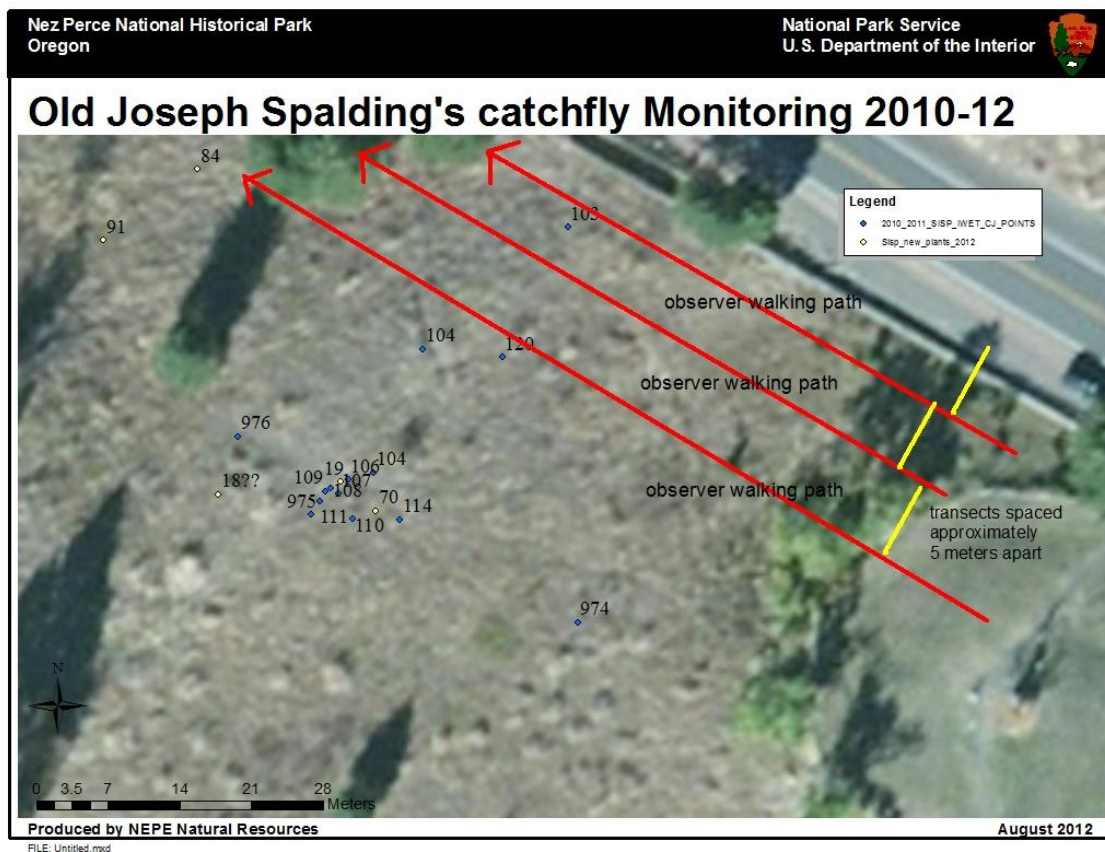 Nez Perce National Historical Park
Oregon
National Park Service
U.S. Department of the Interior
Old Joseph Spalding's catchfly Monitoring 2010-12
84
91
103
Legend
2010_2011_SISP_IWET_CJ_POINTS
Sisp_new_plants_2012
observer walking path
104
120
observer walking path
976
109
19
106
104
107
18??
975
108
70
114
111
110
observer walking path
transects spaced
approximately
5 meters apart
974
N
0 3.5 7 14 21 28
Meters
Produced by NEPE Natural Resources
August 2012
FILE: Untitled.mxd